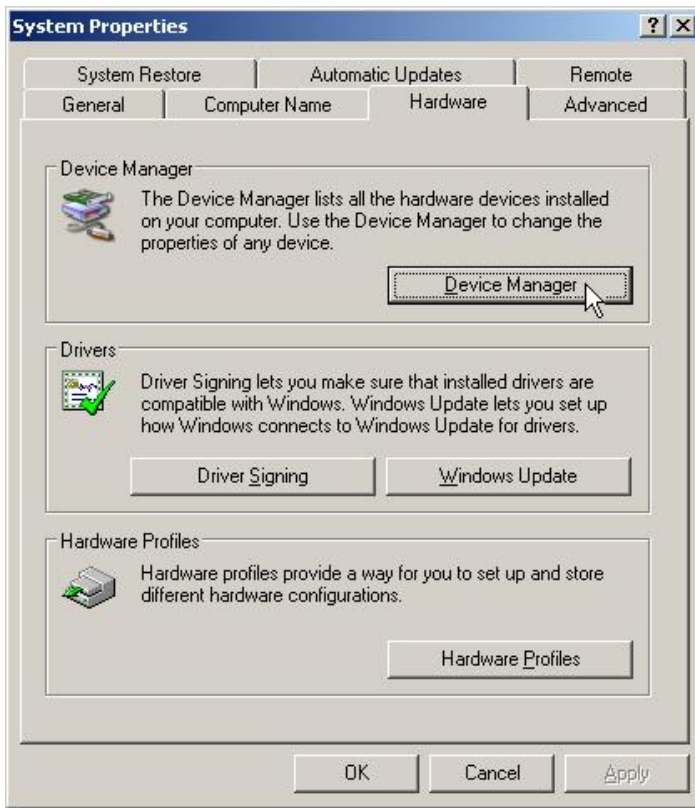 System Properties
System Restore
Automatic Updates
Remote
General
Computer Name
Hardware
Advanced
Device Manager
The Device Manager lists all the hardware devices installed
on your computer. Use the Device Manager to change the
properties of any device.
Device Manager
Drivers
Driver Signing lets you make sure that installed drivers are
compatible with Windows. Windows Update lets you set up
how Windows connects to Windows Update for drivers.
Driver Signing
Windows Update
Hardware Profiles
Hardware profiles provide a way for you to set up and store
different hardware configurations.
Hardware Profiles
OK
Cancel
Apply